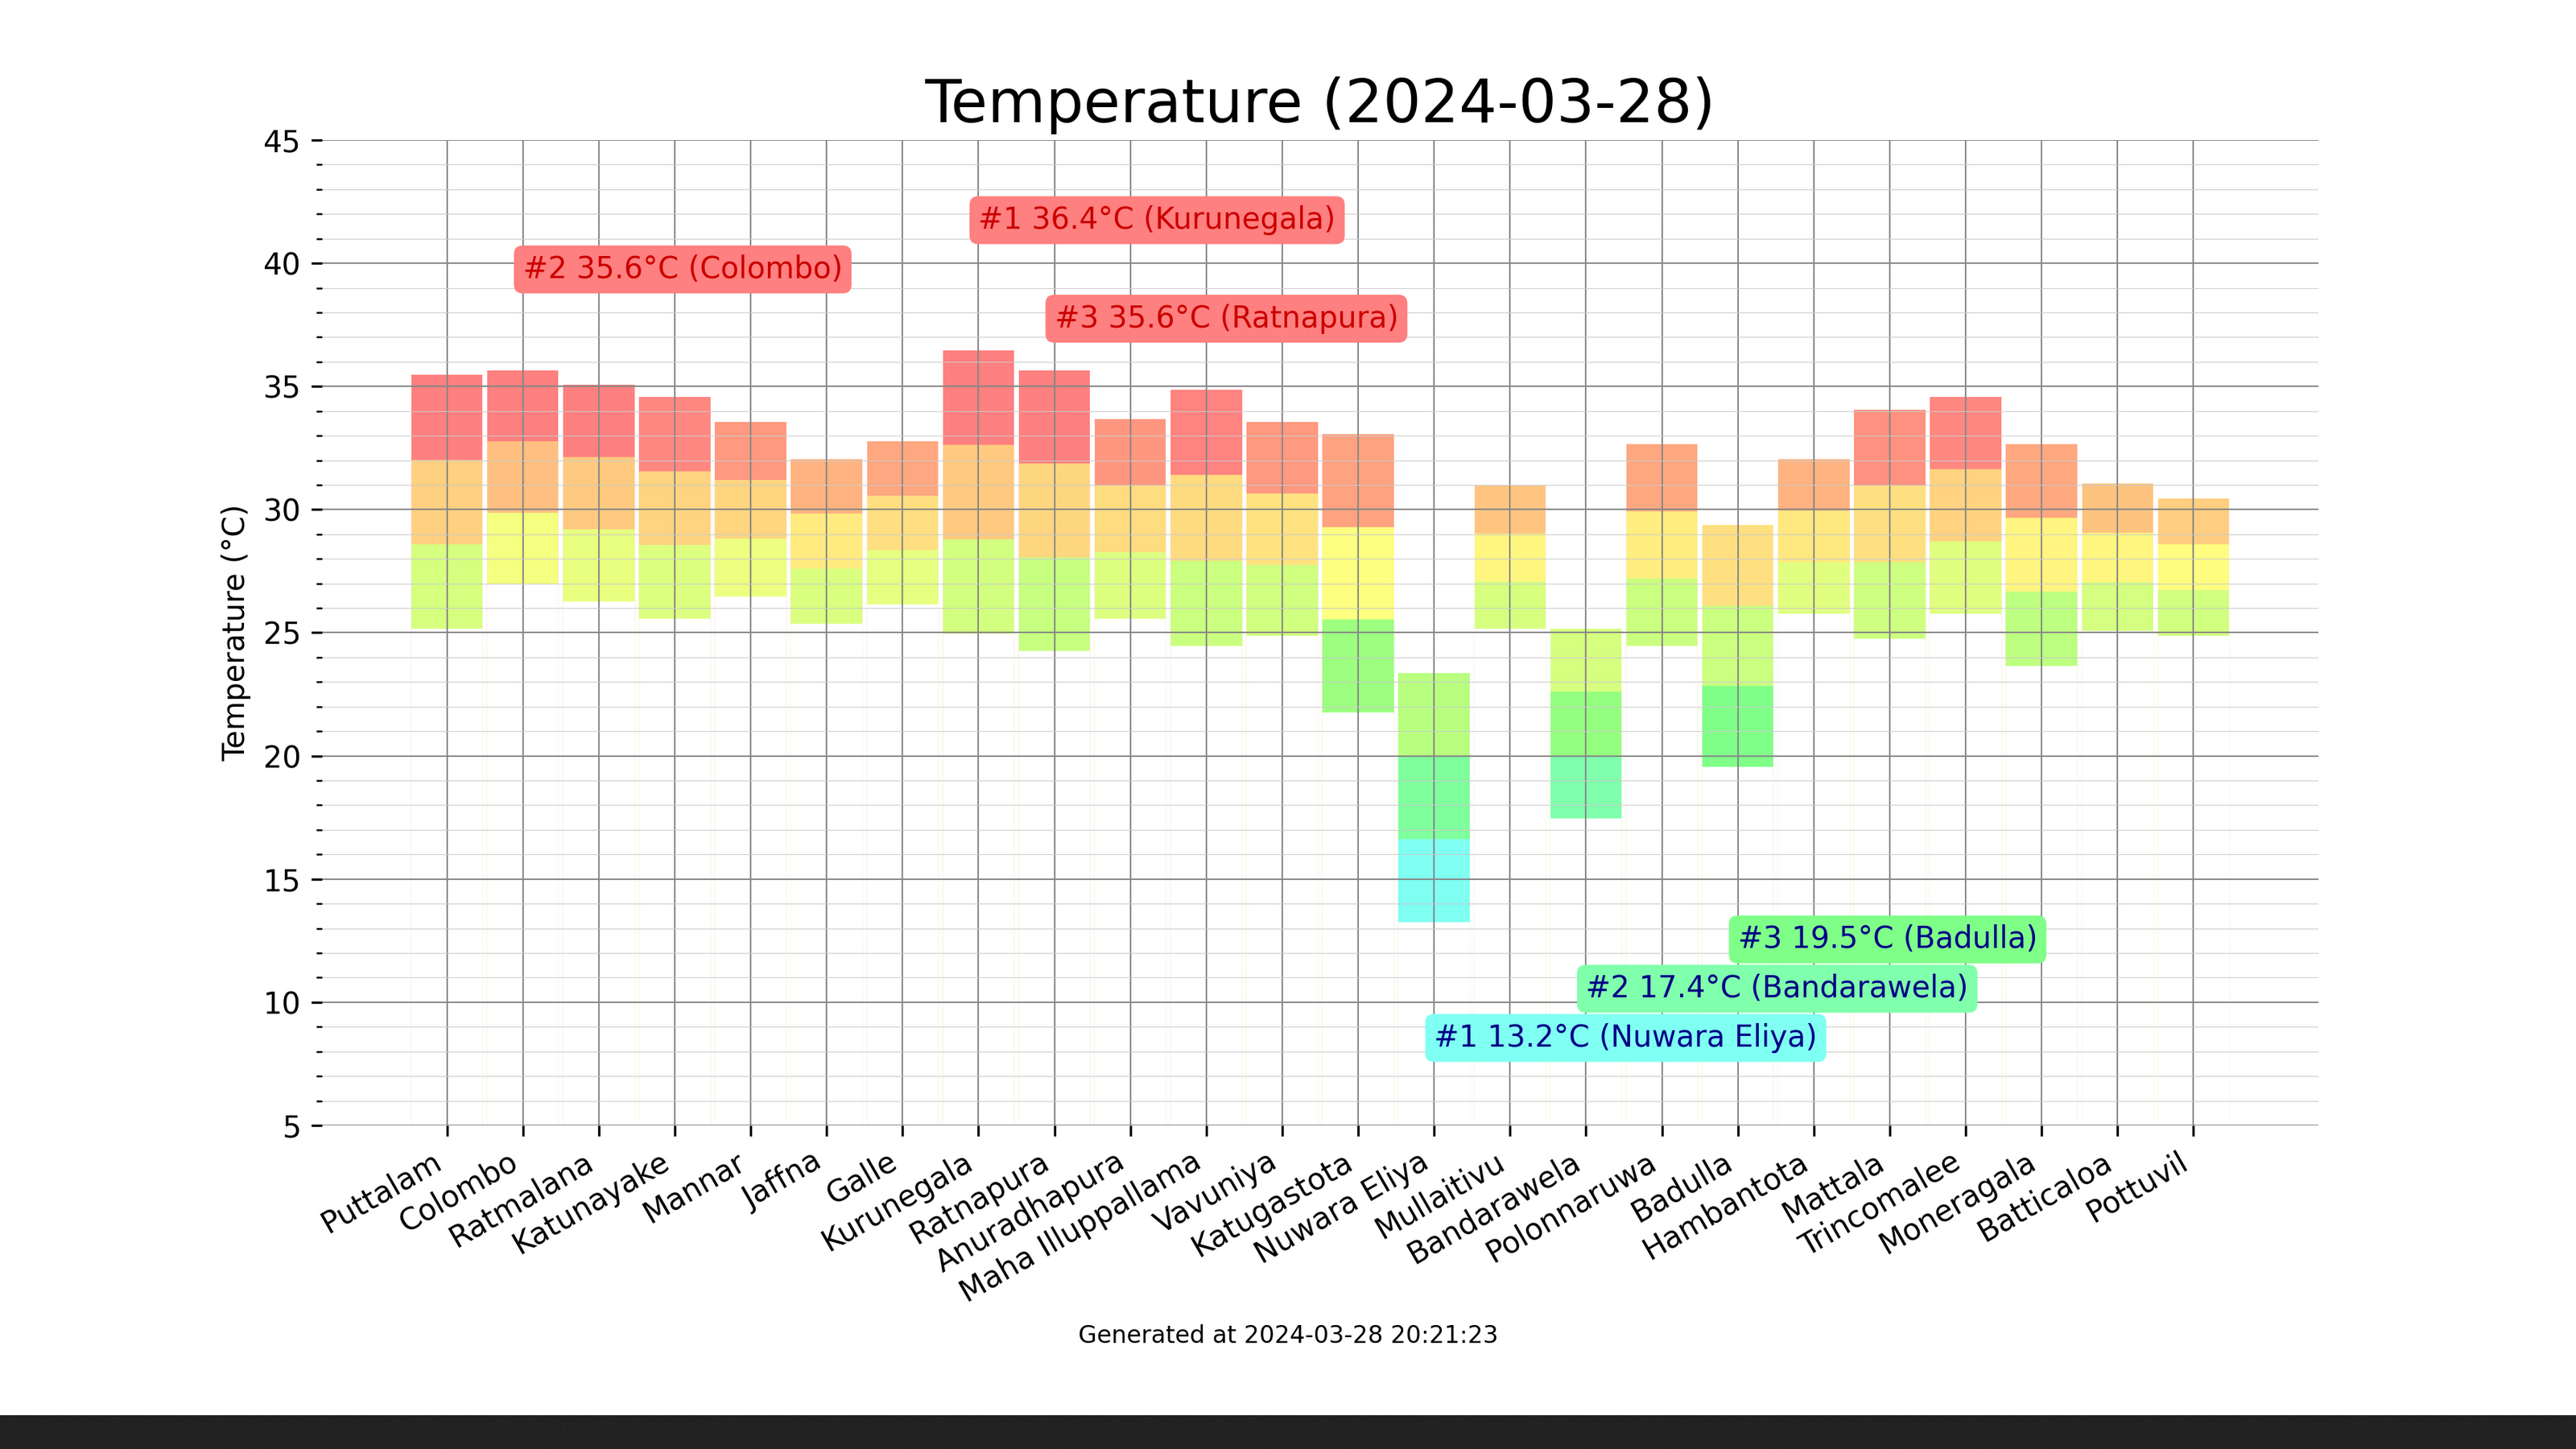 Temperature (2024-03-28)
Temperature (°C)
45
40
35
30
25
20
15
10
5
#1 36.4°C (Kurunegala)
#2 35.6°C (Colombo)
#3 35.6°C (Ratnapura)
#3 19.5°C (Badulla)
#2 17.4°C (Bandarawela)
#1 13.2°C (Nuwara Eliya)
Puttalam
Colombo
Ratmalana
Katunayake
Mannar
Jaffna
Galle
Kurunegala
Ratnapura
Anuradhapura
Maha Illuppallama
Vavuniya
Katugastota
Nuwara Eliya
Mullaitivu
Bandarawela
Polonnaruwa
Badulla
Hambantota
Mattala
Trincomalee
Moneragala
Batticaloa
Pottuvil
Generated at 2024-03-28 20:21:23